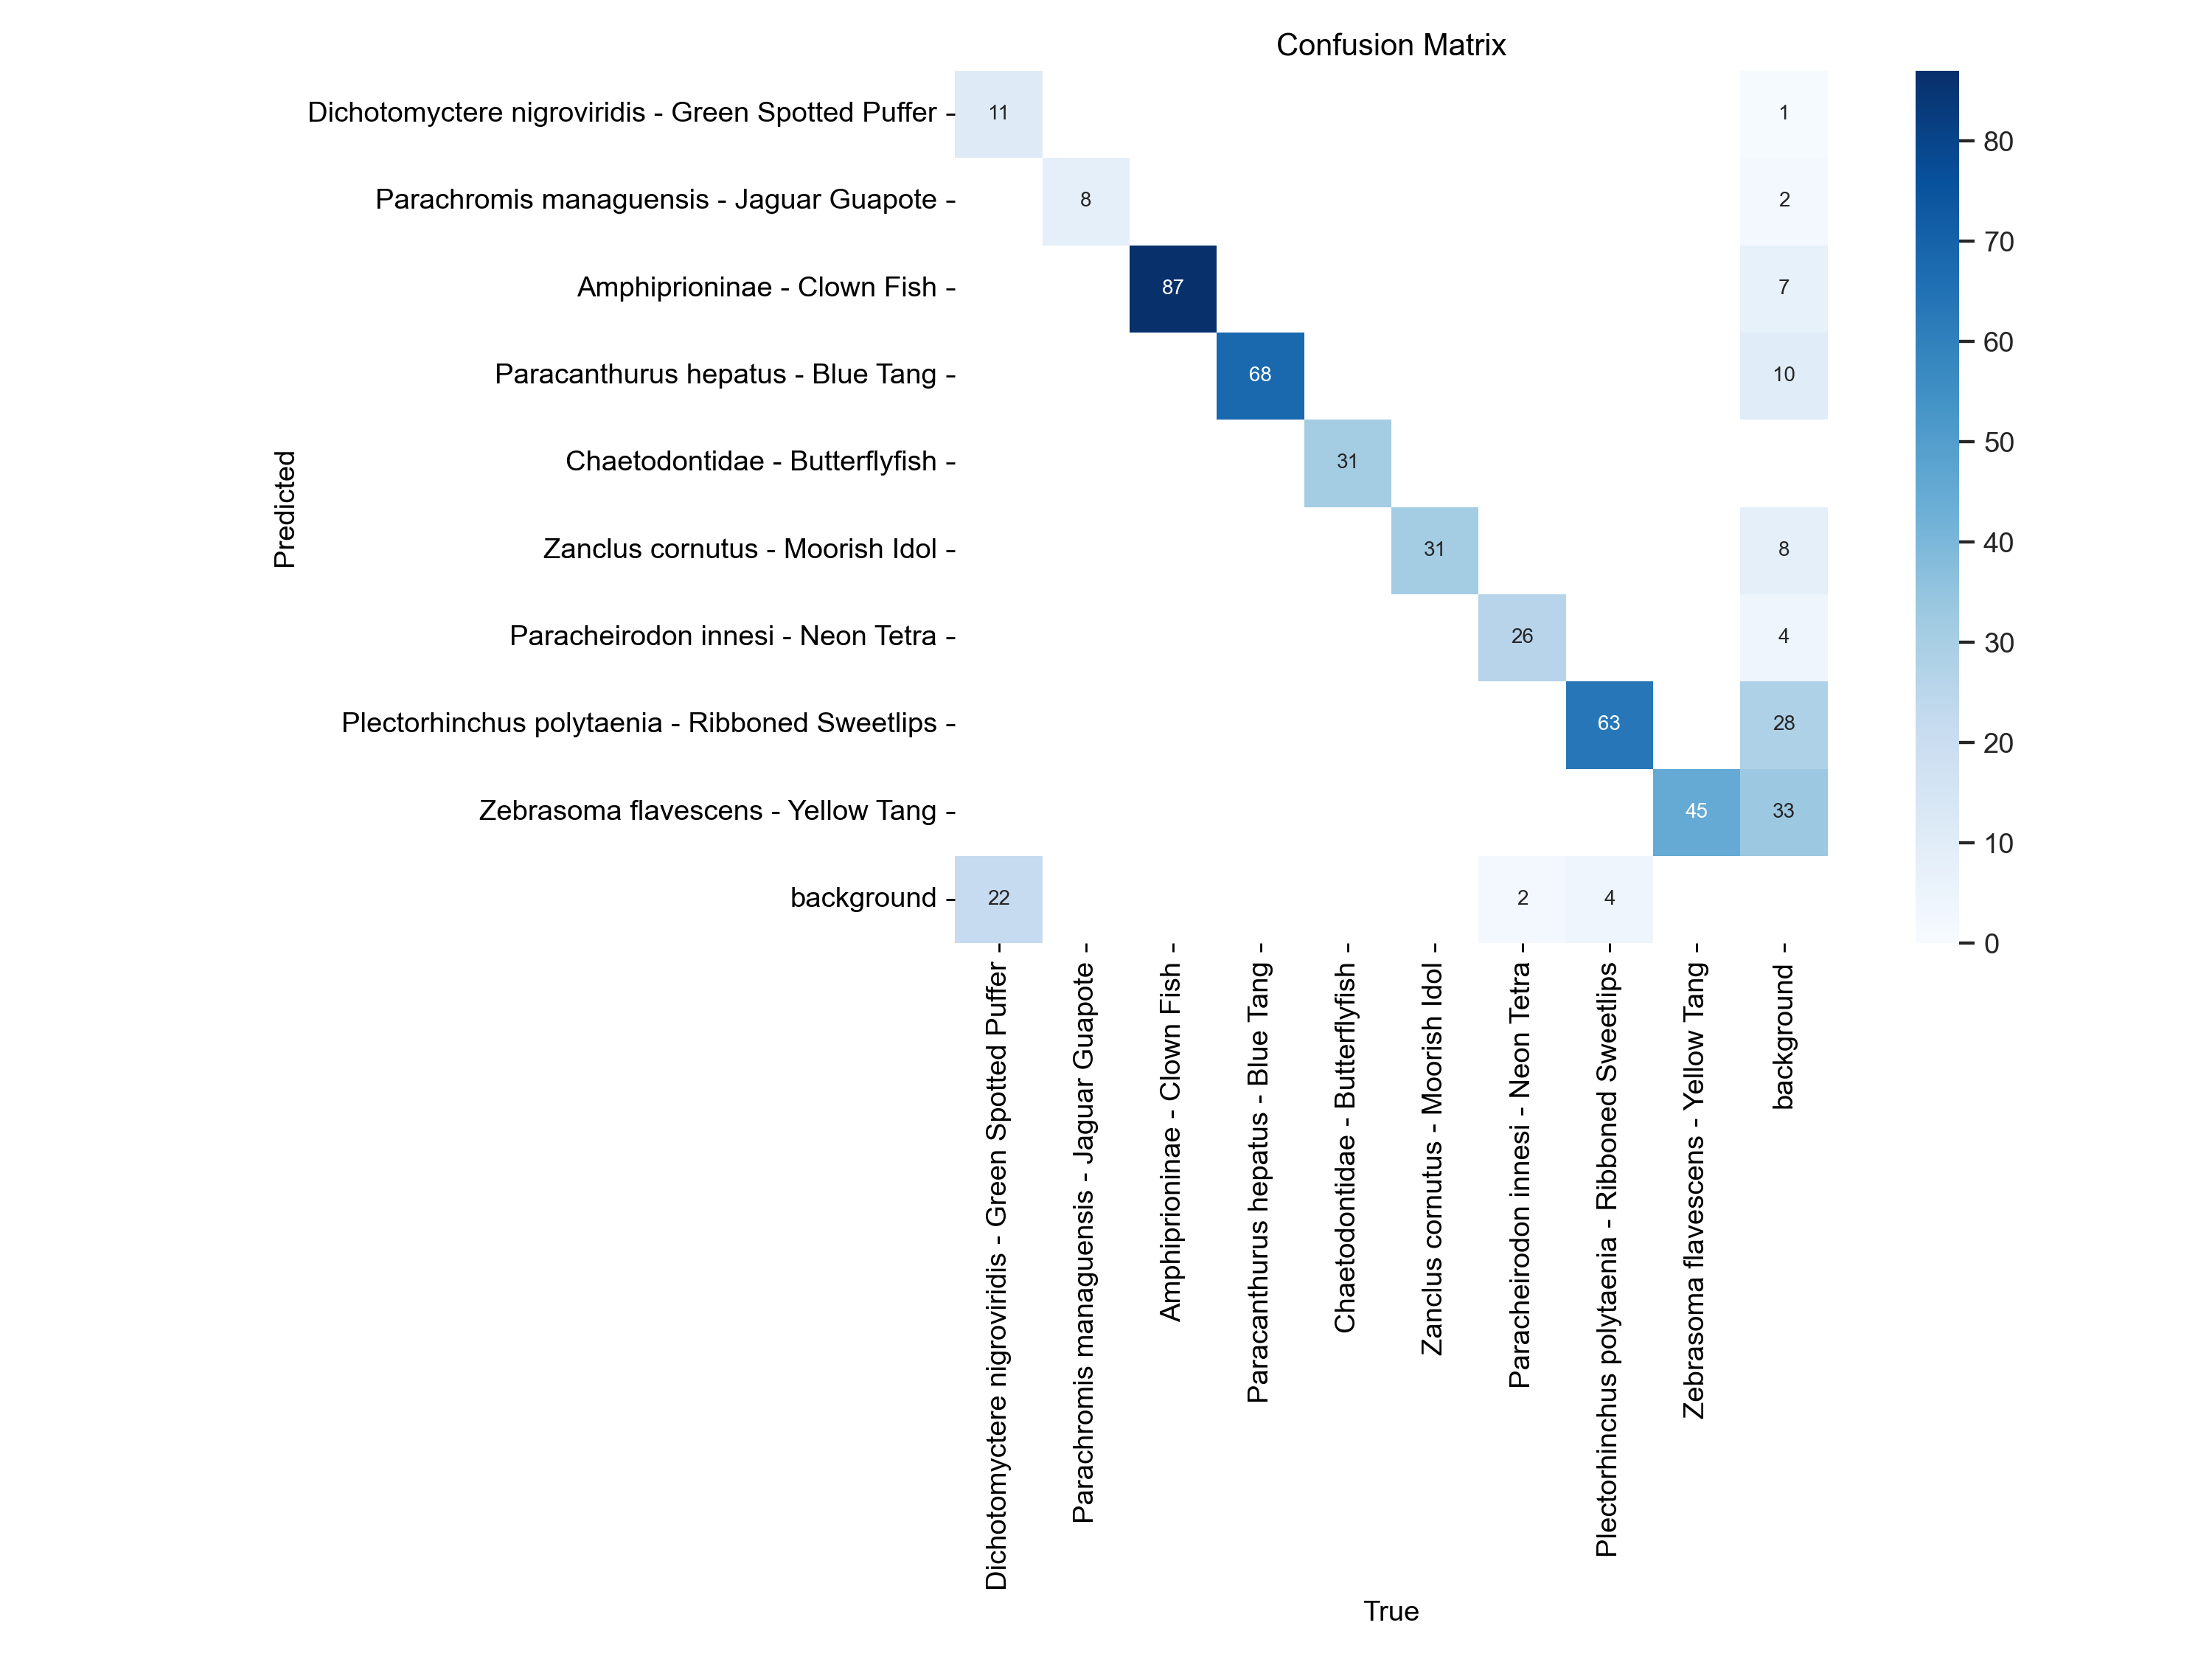 Confusion Matrix
Predicted
Dichotomyctere nigroviridis - Green Spotted Puffer
11
1
Parachromis managuensis - Jaguar Guapote
8
2
Amphiprioninae - Clown Fish
87
7
Paracanthurus hepatus - Blue Tang
68
10
Chaetodontidae - Butterflyfish
31
Zanclus cornutus - Moorish Idol
31
8
Paracheirodon innesi - Neon Tetra
26
4
Plectorhinchus polytaenia - Ribboned Sweetlips
63
28
Zebrasoma flavescens - Yellow Tang
45
33
background
22
2
4
Dichotomyctere nigroviridis - Green Spotted Puffer
Parachromis managuensis - Jaguar Guapote
Amphiprioninae - Clown Fish
Paracanthurus hepatus - Blue Tang
Chaetodontidae - Butterflyfish
Zanclus cornutus - Moorish Idol
Paracheirodon innesi - Neon Tetra
Plectorhinchus polytaenia - Ribboned Sweetlips
Zebrasoma flavescens - Yellow Tang
background
True
80
70
60
50
40
30
20
10
0